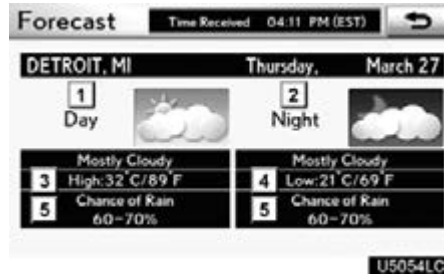 Forecast Time Received 04:11 PM (EST)
DETROIT, MI Thursday, March 27
1 2
Day Night
Mostly Cloudy Mostly Cloudy
3 High:32°C/89°F 4 Low:21°C/69°F
5 Chance of Rain 5 Chance of Rain
60-70% 60-70%
U5054LC